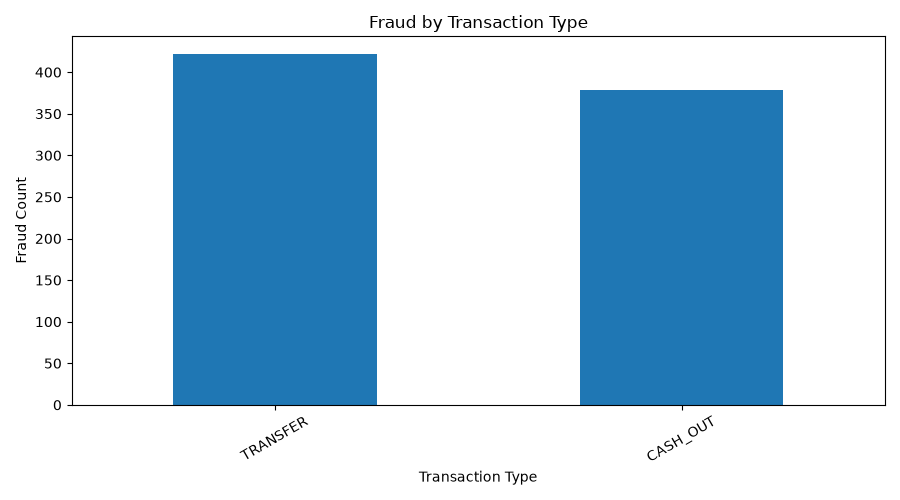 Fraud by Transaction Type
Fraud Count
400
350
300
250
200
150
100
50
0
TRANSFER
CASH_OUT
Transaction Type